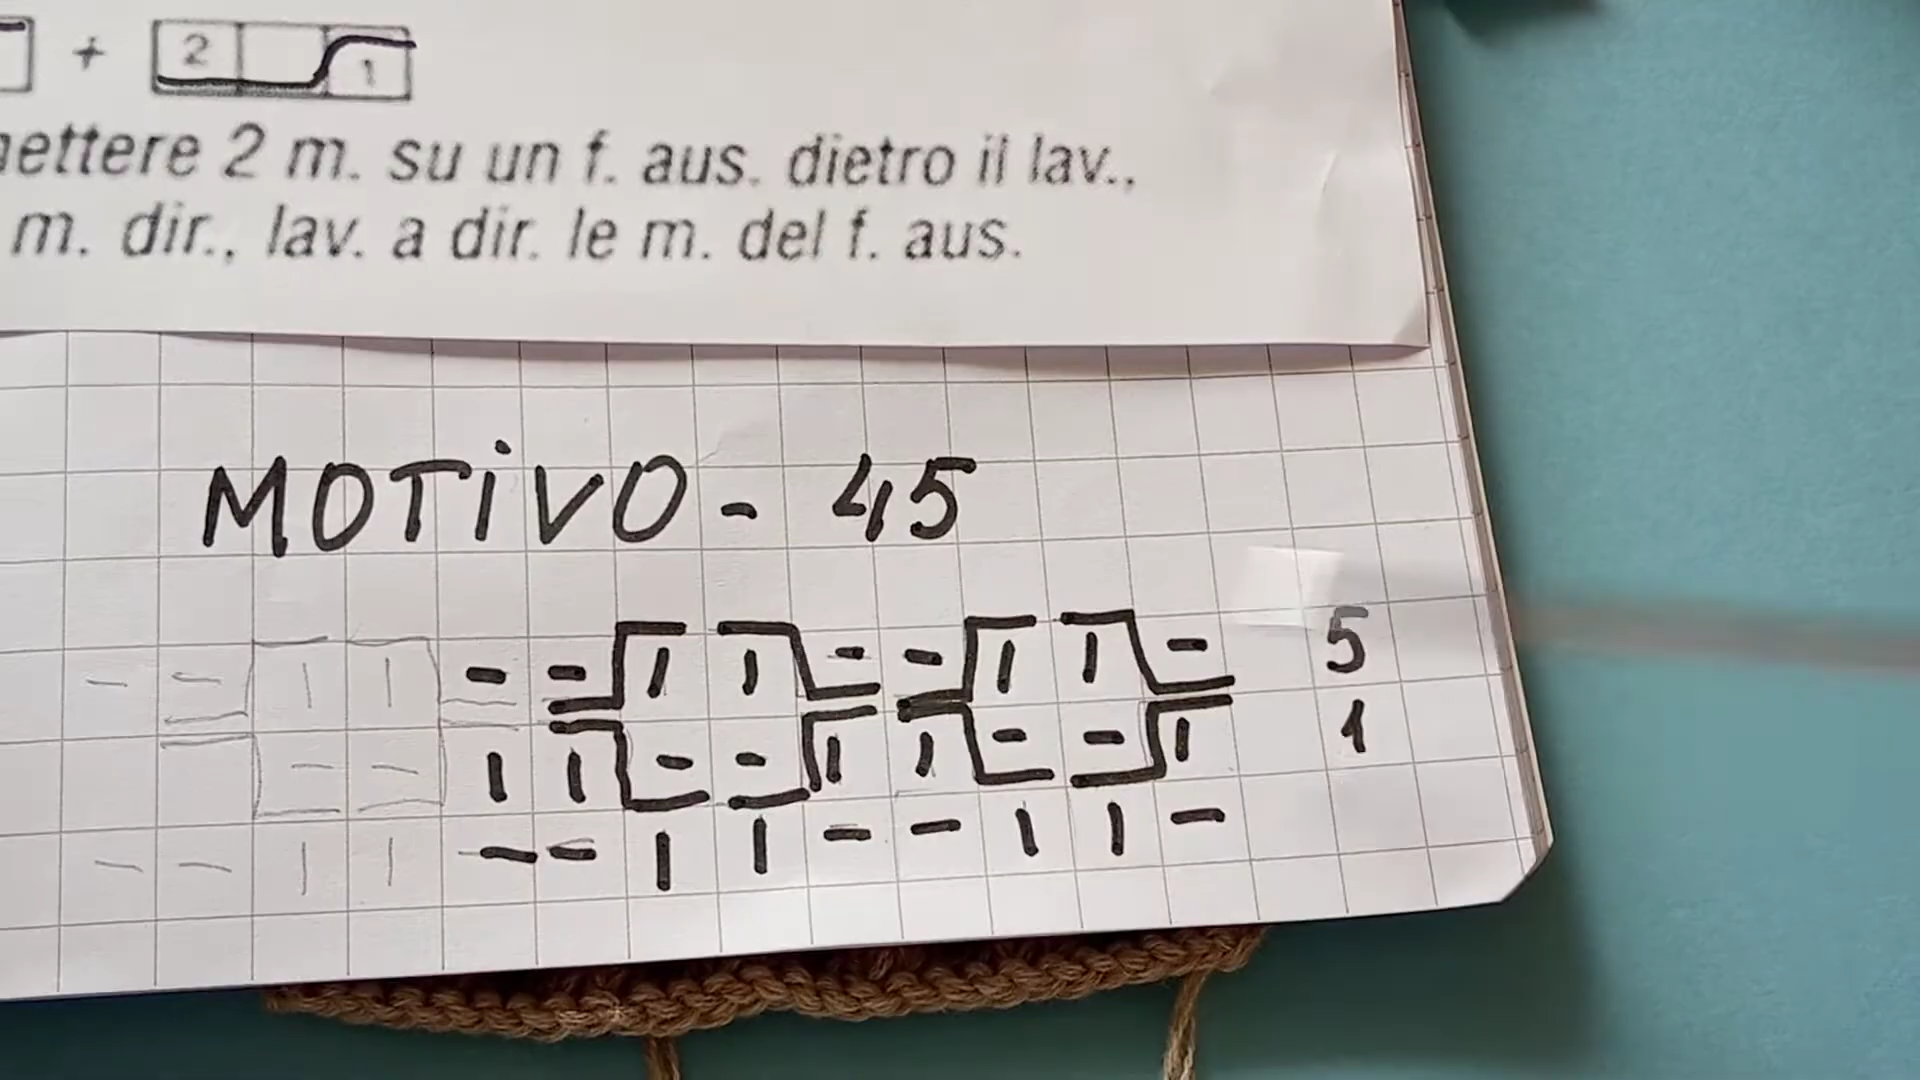 + 2 1
2 m. su un f. aus. dietro il lav.,
m. dir., lav. a dir. le m. del f. aus.
MOTIVO - 45
5
1